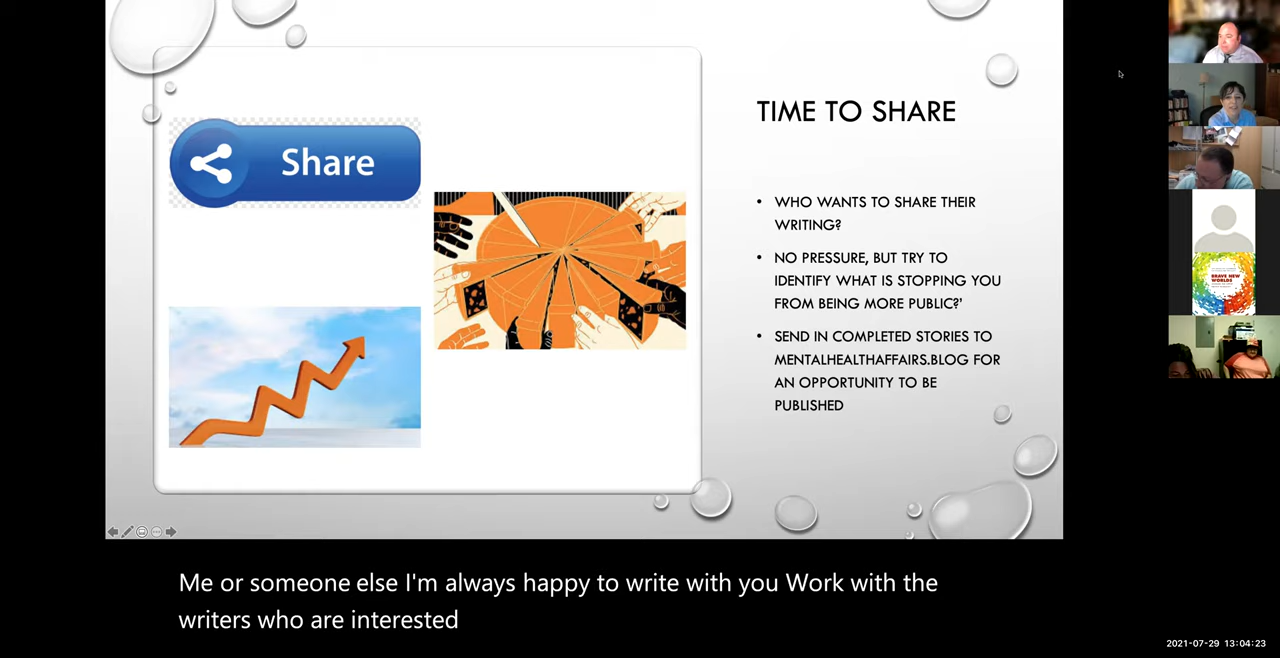 Share
TIME TO SHARE
• WHO WANTS TO SHARE THEIR
WRITING?
• NO PRESSURE, BUT TRY TO
IDENTIFY WHAT IS STOPPING YOU
FROM BEING MORE PUBLIC?'
• SEND IN COMPLETED STORIES TO
MENTALHEALTHAFFAIRS.BLOG FOR
AN OPPORTUNITY TO BE
PUBLISHED
BRAVE NEW
WORLDS
Me or someone else I'm always happy to write with you Work with the
writers who are interested
2021-07-29 13:04:23